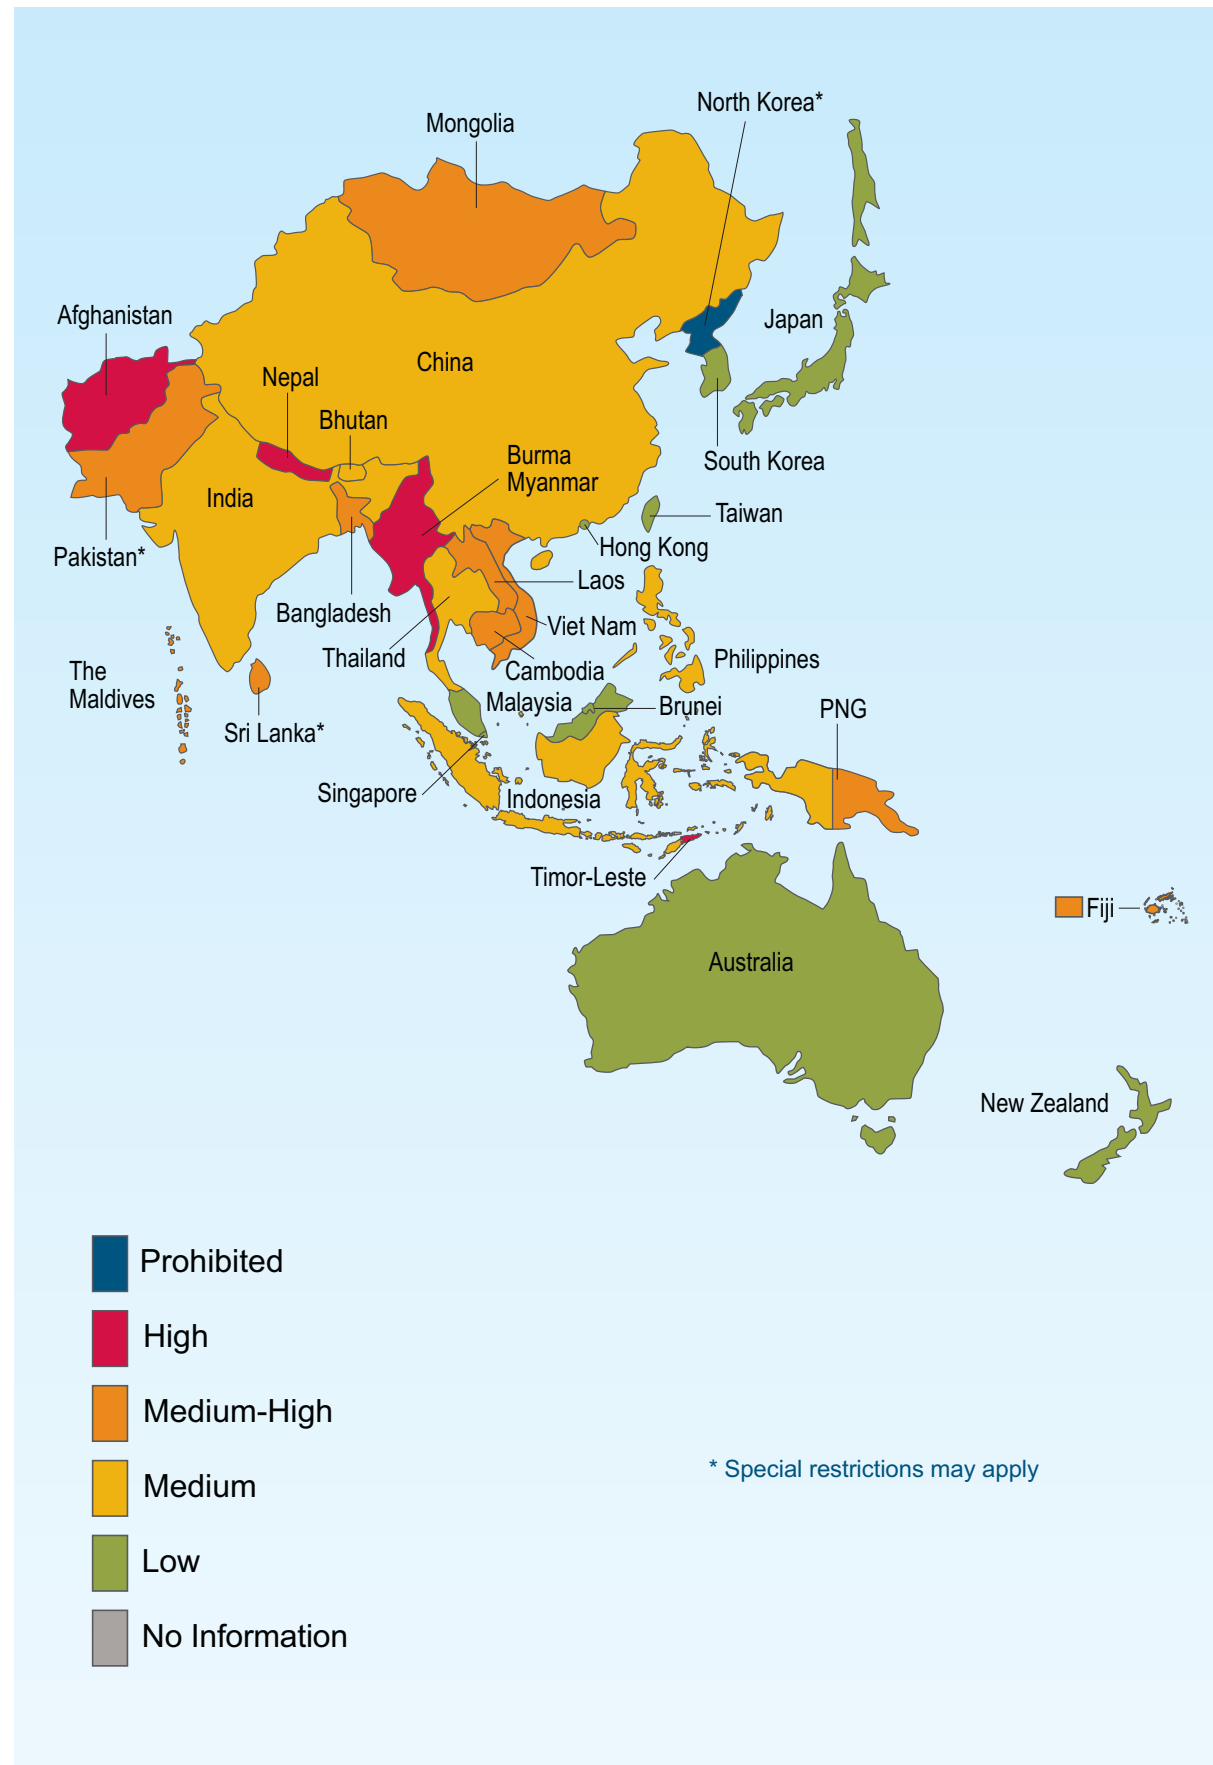 North Korea*
Mongolia
Afghanistan
Japan
China
Nepal
Bhutan
South Korea
Burma
Myanmar
India
Taiwan
Hong Kong
Pakistan*
Laos
Bangladesh
Viet Nam
Thailand
Philippines
Cambodia
The
Maldives
Malaysia
Brunei
PNG
Sri Lanka*
Singapore
Indonesia
Timor-Leste
Fiji
Australia
New Zealand
Prohibited
High
Medium-High
Medium
* Special restrictions may apply
Low
No Information